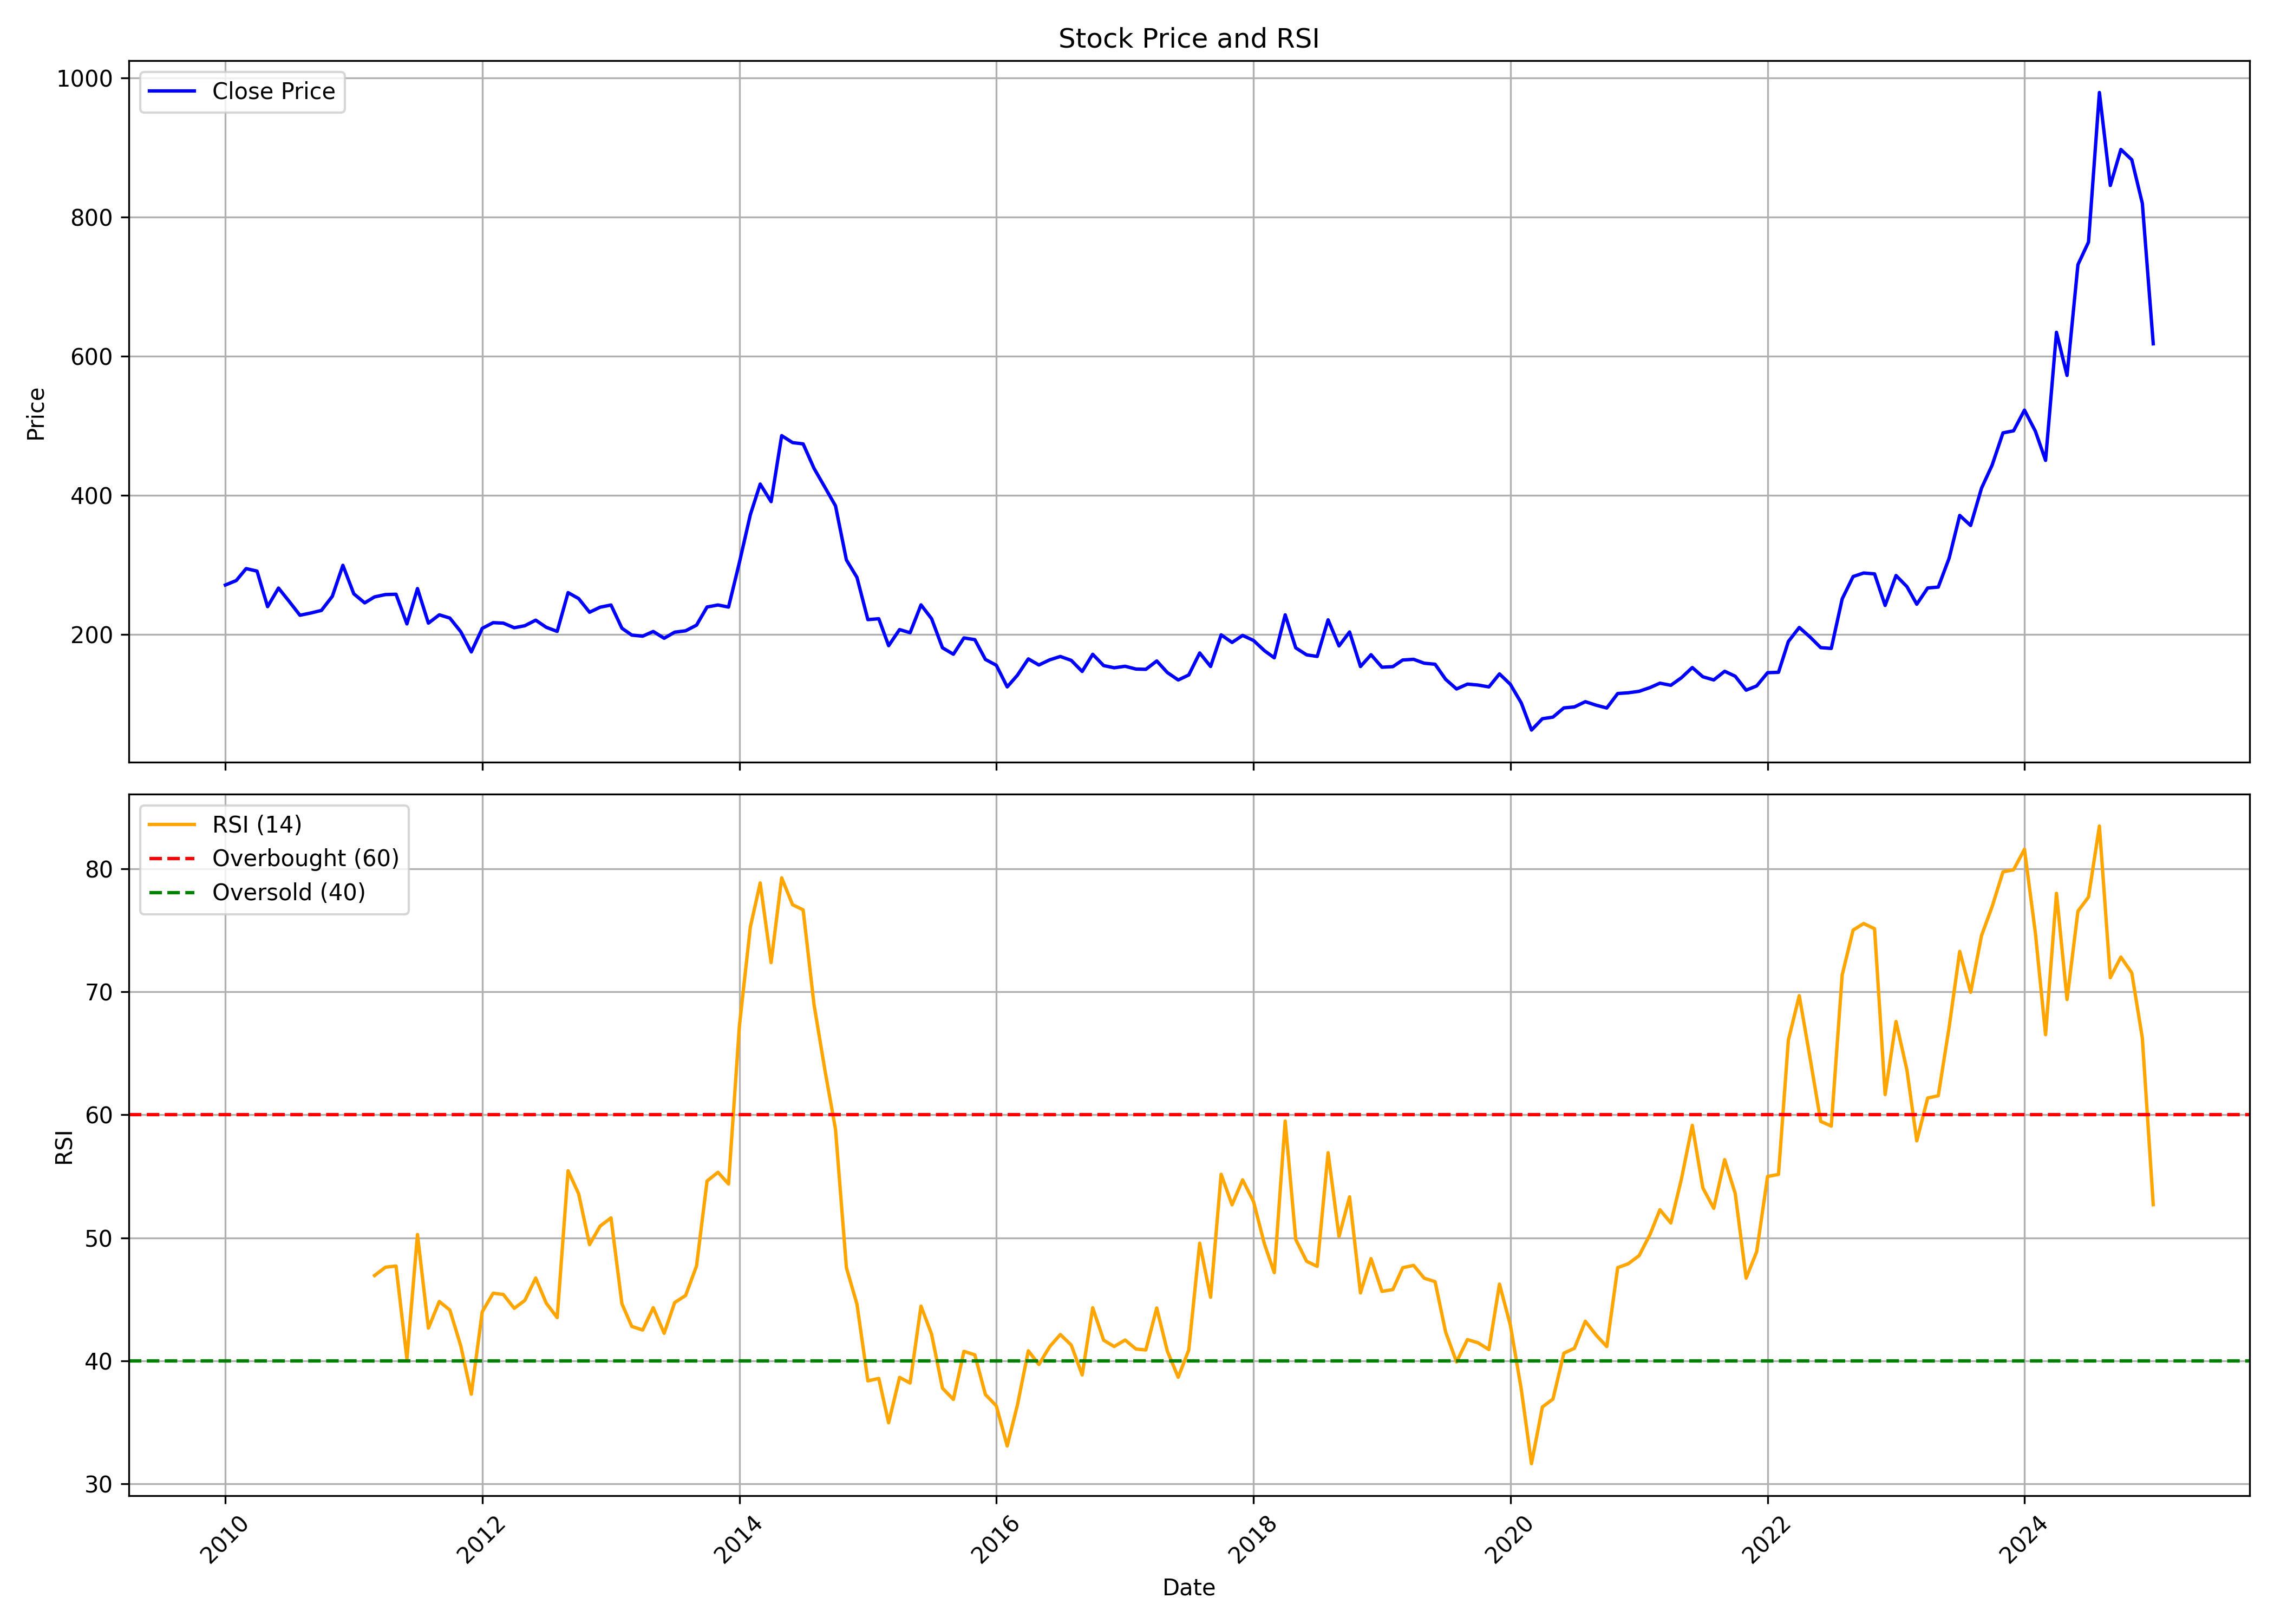 Stock Price and RSI
1000
800
600
400
200
Price
Close Price
80
70
60
50
40
30
RSI
RSI (14)
Overbought (60)
Oversold (40)
2010
2012
2014
2016
2018
2020
2022
2024
Date